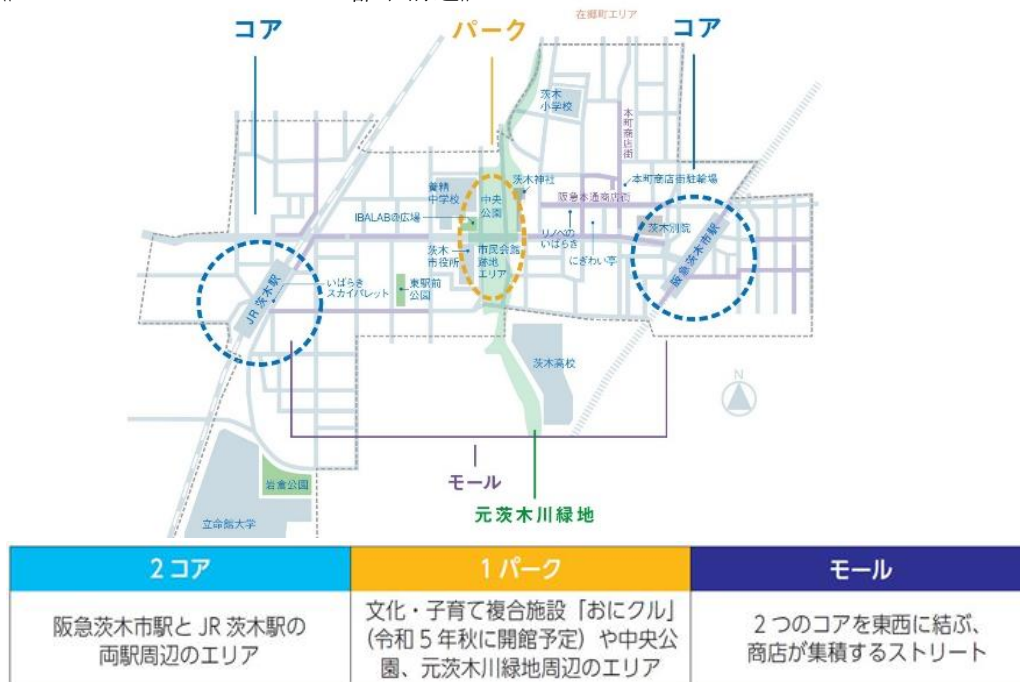 在郷町エリア
コア
パーク
コア
茨木
小学校
本町商店街
養精
中学校
中央
公園
茨木神社
本町商店街駐輪場
阪急本通商店街
IBALAB@広場
リノベの
いばらき
茨木別院
茨木
市役所
市民会館
跡地
エリア
にぎわい亭
阪急茨木市駅
いばらき
スカイパレット
東駅前
公園
JR 茨木駅
茨木高校
N
モール
岩倉公園
元茨木川緑地
立命館大学
2 コア
1 パーク
モール
阪急茨木市駅と JR 茨木駅の
両駅周辺のエリア
文化・子育て複合施設「おにクル」
(令和 5 年秋に開館予定) や中央公
園、元茨木川緑地周辺のエリア
2 つのコアを東西に結ぶ、
商店が集積するストリート